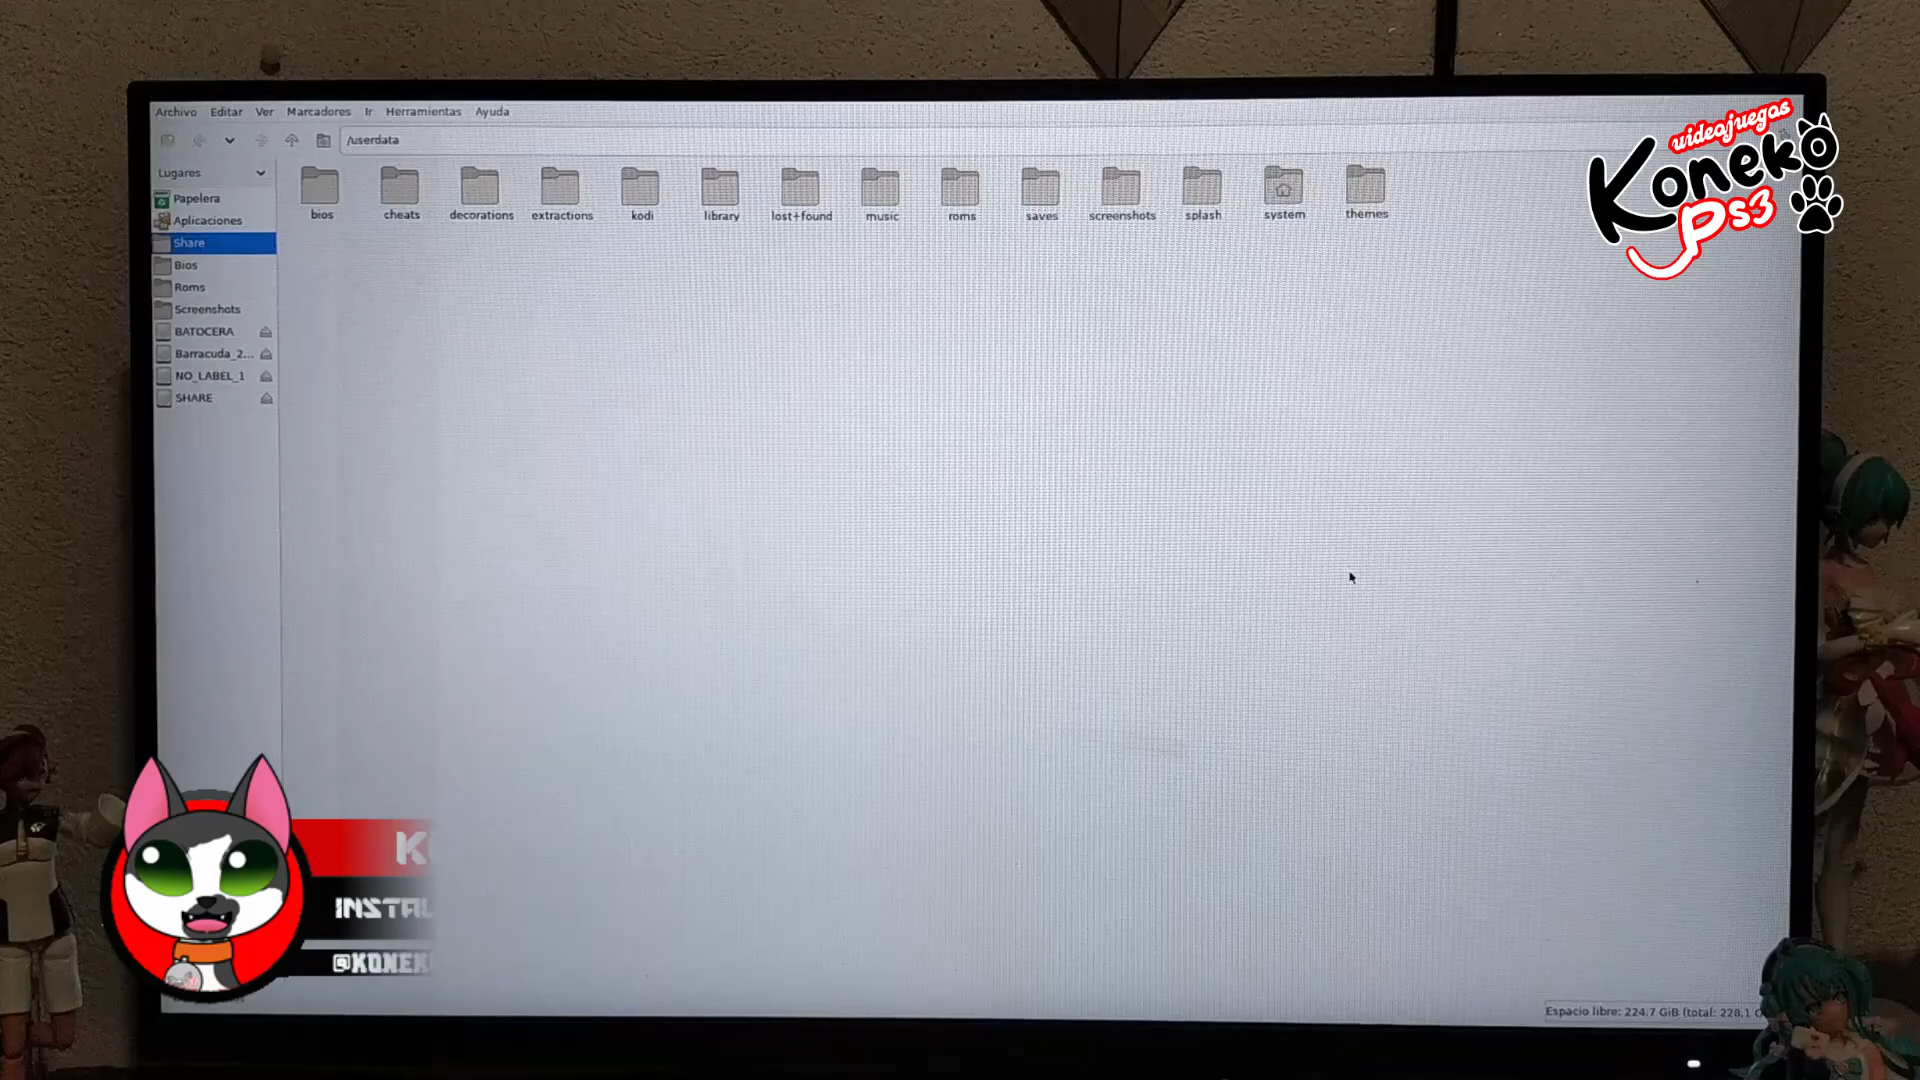 Archivo Editar Ver Marcadores Ir Herramientas Ayuda
/userdata
Lugares
Papelera
Aplicaciones
Share
Bios
Roms
Screenshots
BATOCERA
Barracuda_2...
NO_LABEL_1
SHARE
bios cheats decorations extractions kodi library lost+found music roms saves screenshots splash system themes
videojuegos
Koneko
Ps3
INSTAL
@KONEK
Espacio libre: 224.7 GiB (total: 228.1 G